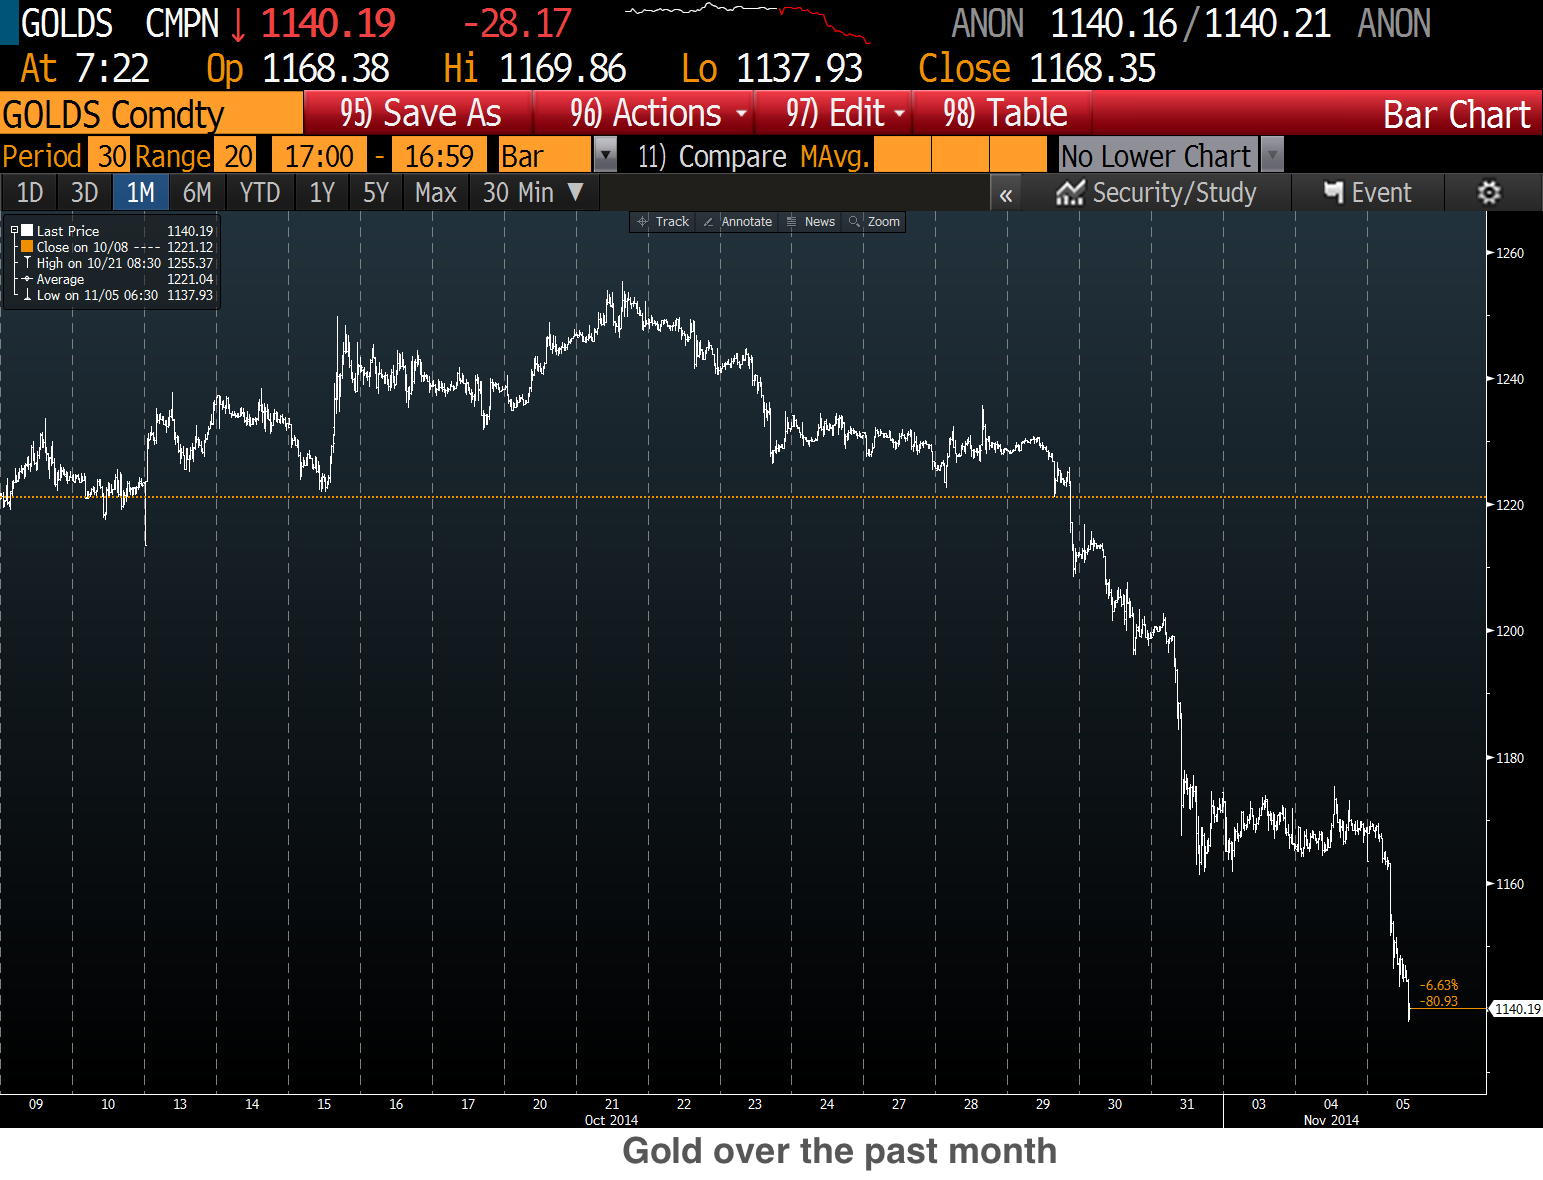 GOLDS CMPN ↓ 1140.19 -28.17 ANON 1140.16/1140.21 ANON
At 7:22 Op 1168.38 Hi 1169.86 Lo 1137.93 Close 1168.35
GOLDS Comdty 95) Save As 96) Actions 97) Edit 98) Table Bar Chart
Period 30 Range 20 17:00 - 16:59 Bar 11) Compare MAvg. No Lower Chart
1D 3D 1M 6M YTD 1Y 5Y Max 30 Min ▼ « Security/Study Event
Track Annotate News Zoom
Last Price 1140.19
Close on 10/08 ---- 1221.12
High on 10/21 08:30 1255.37
Average 1221.04
Low on 11/05 06:30 1137.93
1260
1240
1220
1200
1180
1160
-6.63%
-80.93
1140.19
09 10 13 14 15 16 17 20 21 22 23 24 27 28 29 30 31 03 04 05
Oct 2014 Nov 2014
Gold over the past month